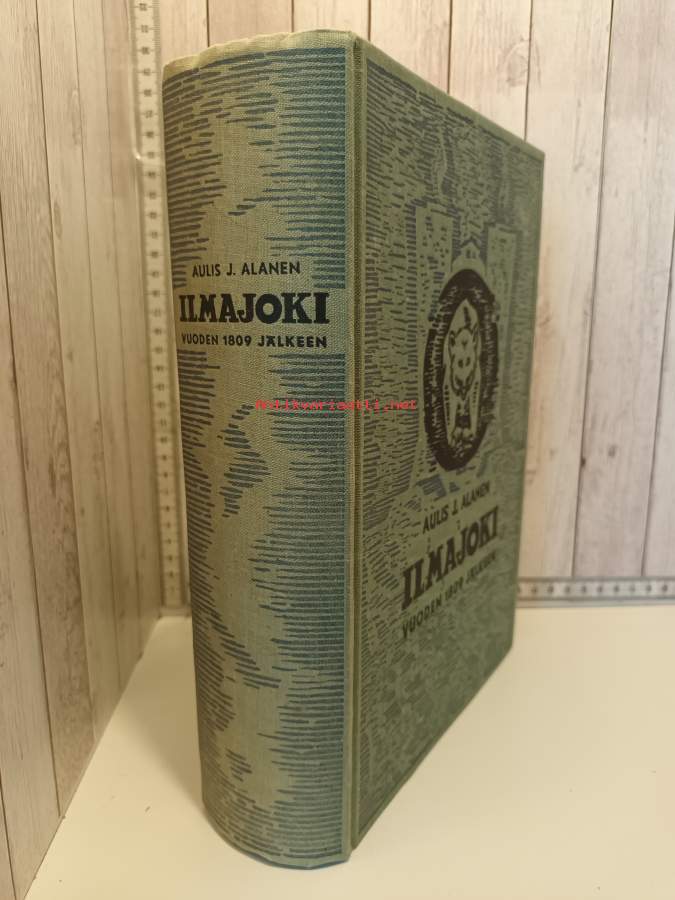 AULIS J. ALANEN
ILMAJOKI
VUODEN 1809 JÄLKEEN
Antikvariaatti.net
AULIS J. ALANEN
ILMAJOKI
VUODEN 1809 JÄLKEEN